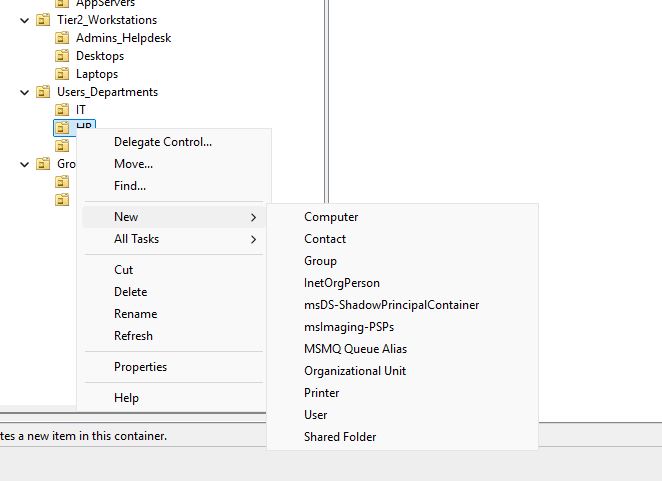 AppServers
Tier2_Workstations
Admins_Helpdesk
Desktops
Laptops
Users_Departments
IT
HR
Delegate Control...
Move...
Find...
New
All Tasks
Cut
Delete
Rename
Refresh
Properties
Help
Computer
Contact
Group
InetOrgPerson
msDS-ShadowPrincipalContainer
msImaging-PSPs
MSMQ Queue Alias
Organizational Unit
Printer
User
Shared Folder
a new item in this container.